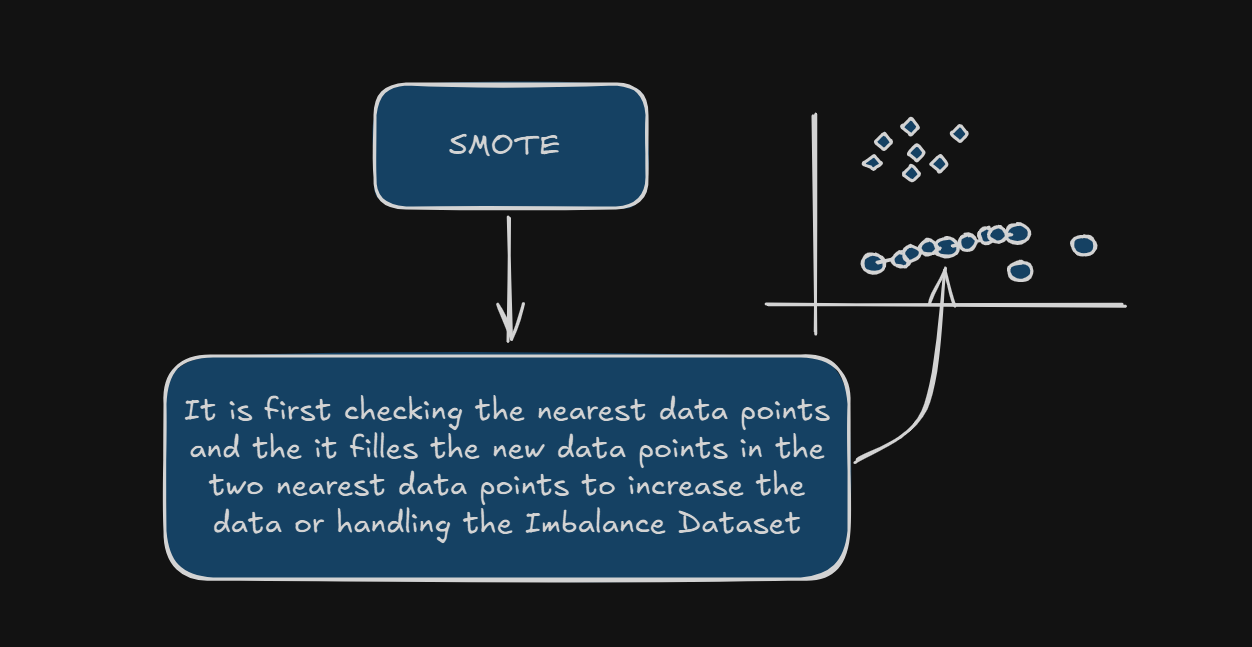 SMOTE
It is first checking the nearest data points
and the it filles the new data points in the
two nearest data points to increase the
data or handling the Imbalance Dataset